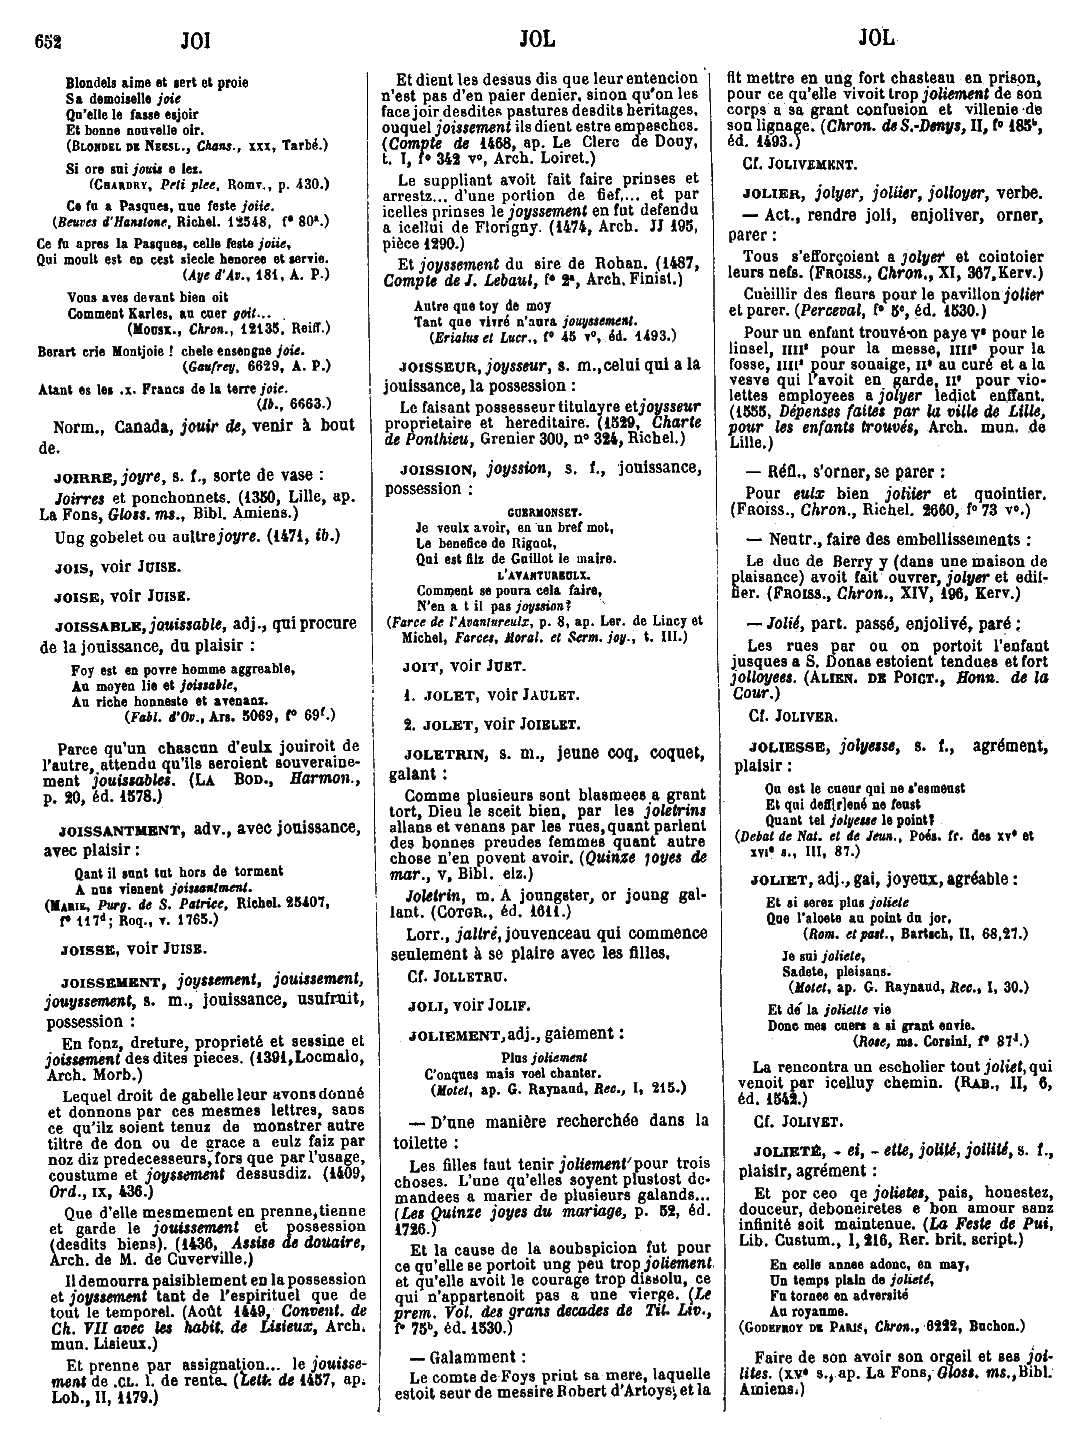 652 JOI JOL JOL
Blondels aime et sert et proie
Sa demoiselle joie
Qu'elle le fasse esjoir
Et bonne nouvelle oir.
(BLONDEL DE NEESL., Chans., XXX, Tarbé.)
Si ore sui jouis e lez.
(CHARDRY, Peti plee, Romv., p. 430.)
Ce fu a Pasques, une feste joiie.
(Beuves d'Hanstone, Richel. 12548, f° 80ª.)
Ce fu apres la Pasques, celle feste joiie,
Qui moult est en cest siecle henoree et servie.
(Aye d'Av., 181, A. P.)
Vous aves devant bien oit
Comment Karles, au cuer goit...
(MOUSK., Chron., 12135, Reiff.)
Berart crie Montjoie ! chele ensengne joie.
(Gaufrey, 6629, A. P.)
Atant es les .x. Francs de la terre joie.
(Ib., 6663.)
Norm., Canada, jouir de, venir à bout
de.
JOIRRE, joyre, s. f., sorte de vase :
Joirres et ponchonnets. (1350, Lille, ap.
La Fons, Gloss. ms., Bibl. Amiens.)
Ung gobelet ou aultre joyre. (1471, ib.)
JOIS, voir JUISE.
JOISE, voir JUISE.
JOISSABLE, jouissable, adj., qui procure
de la jouissance, du plaisir :
Foy est en povre homme aggreable,
Au moyen lie et joissable,
Au riche honneste et avenanz.
(Fabl. d'Ov., Ars. 5069, f° 69ᶠ.)
Parce qu'un chascun d'eulx jouiroit de
l'autre, attendu qu'ils seroient souveraine-
ment jouissables. (LA BOD., Harmon.,
p. 20, éd. 1578.)
JOISSANTMENT, adv., avec jouissance,
avec plaisir :
Qant il sunt tut hors de torment
A nus vienent joissantment.
(MARIE, Purg. de S. Patrice, Richel. 25407,
f° 117ᵈ; Roq., v. 1765.)
JOISSE, voir JUISE.
JOISSEMENT, joyssement, jouissement,
jouyssement, s. m., jouissance, usufruit,
possession :
En fonz, dreture, proprieté et sessine et
joissement des dites pieces. (1391, Locmalo,
Arch. Morb.)
Lequel droit de gabelle leur avons donné
et donnons par ces mesmes lettres, sans
ce qu'ilz soient tenuz de monstrer autre
tiltre de don ou de grace a eulz faiz par
noz diz predecesseurs, fors que par l'usage,
coustume et joyssement dessusdiz. (1409,
Ord., IX, 436.)
Que d'elle mesmement en prenne, tienne
et garde le jouissement et possession
(desdits biens). (1436, Assise de douaire,
Arch. de M. de Cuverville.)
Il demourra paisiblement en la possession
et joyssement tant de l'espirituel que de
tout le temporel. (Août 1449, Convent. de
Ch. VII avec les habit. de Lisieux, Arch.
mun. Lisieux.)
Et prenne par assignation... le jouisse-
ment de .CL. l. de rente. (Lett. de 1457, ap.
Lob., II, 1179.)
Et dient les dessus dis que leur entencion
n'est pas d'en paier denier, sinon qu'on les
face joir desdites pastures desdits heritages,
ouquel joissement ils dient estre empesches.
(Compte de 1468, ap. Le Clerc de Douy,
t. I, f° 342 v°, Arch. Loiret.)
Le suppliant avoit fait faire prinses et
arrestz... d'une portion de fief,... et par
icelles prinses le joyssement en fut defendu
a icellui de Florigny. (1474, Arch. JJ 195,
pièce 1290.)
Et joyssement du sire de Rohan. (1487,
Compte de J. Lebaul, f° 2ª, Arch. Finist.)
Autre que toy de moy
Tant que vivré n'aura jouyssement.
(Erialus et Lucr., f° 45 v°, éd. 1493.)
JOISSEUR, joysseur, s. m., celui qui a la
jouissance, la possession :
Le faisant possesseur titulayre et joysseur
proprietaire et hereditaire. (1529, Charte
de Ponthieu, Grenier 300, n° 324, Richel.)
JOISSION, joyssion, s. f., jouissance,
possession :
GUERMONSET.
Je veulx avoir, en un bref mot,
Le benefice de Rigaot,
Qui est filz de Guillot le maire.
L'AVANTUREULX.
Comment se poura cela faire,
N'en a t il pas joyssion?
(Farce de l'Avantureulx, p. 8, ap. Ler. de Lincy et
Michel, Farces, Moral. et Serm. joy., t. III.)
JOIT, voir JUET.
1. JOLET, voir JAULET.
2. JOLET, voir JOIELET.
JOLETRIN, s. m., jeune coq, coquet,
galant :
Comme plusieurs sont blasmees a grant
tort, Dieu le sceit bien, par les joletrins
allans et venans par les rues, quant parlent
des bonnes preudes femmes quant autre
chose n'en povent avoir. (Quinze joyes de
mar., V, Bibl. elz.)
Joletrin, m. A joungster, or joung gal-
lant. (COTGR., éd. 1611.)
Lorr., jallré, jouvenceau qui commence
seulement à se plaire avec les filles.
Cf. JOLLETRU.
JOLI, voir JOLIF.
JOLIEMENT, adj., gaiement :
Plus joliement
C'onques mais voel chanter.
(Motet, ap. G. Raynaud, Rec., I, 215.)
— D'une manière recherchée dans la
toilette :
Les filles faut tenir joliement pour trois
choses. L'une qu'elles soyent plustost de-
mandees a marier de plusieurs galands...
(Les Quinze joyes du mariage, p. 52, éd.
1726.)
Et la cause de la soubspicion fut pour
ce qu'elle se portoit ung peu trop joliement
et qu'elle avoit le courage trop dissolu, ce
qui n'appartenoit pas a une vierge. (Le
prem. Vol. des grans decades de Tit. Liv.,
f° 75ᵇ, éd. 1530.)
— Galamment :
Le comte de Foys print sa mere, laquelle
estoit seur de messire Robert d'Artoys, et la
fit mettre en ung fort chasteau en prison,
pour ce qu'elle vivoit trop joliement de son
corps a sa grant confusion et villenie de
son lignage. (Chron. de S.-Denys, II, f° 185ᵇ,
éd. 1493.)
Cf. JOLIVEMENT.
JOLIER, jolyer, joliier, jolloyer, verbe.
— Act., rendre joli, enjoliver, orner,
parer :
Tous s'efforçoient a jolyer et cointoier
leurs nefs. (FROISS., Chron., XI, 367, Kerv.)
Cueillir des fleurs pour le pavillon jolier
et parer. (Perceval, f° 5ᵉ, éd. 1530.)
Pour un enfant trouvé on paye vˢ pour le
linsel, IIIIˢ pour la messe, IIIIˢ pour la
fosse, IIIIˢ pour souaige, IIˢ au curé et a la
vesve qui l'avoit en garde, IIˢ pour vio-
lettes employees a jolyer ledict enffant.
(1555, Dépenses faites par la ville de Lille,
pour les enfants trouvés, Arch. mun. de
Lille.)
— Réfl., s'orner, se parer :
Pour eulx bien joliier et quointier.
(FROISS., Chron., Richel. 2660, f° 73 v°.)
— Neutr., faire des embellissements :
Le duc de Berry y (dans une maison de
plaisance) avoit fait ouvrer, jolyer et edif-
fier. (FROISS., Chron., XIV, 196, Kerv.)
— Jolié, part. passé, enjolivé, paré :
Les rues par ou on portoit l'enfant
jusques a S. Donas estoient tendues et fort
jolloyees. (ALIEN. DE POICT., Honn. de la
Cour.)
Cf. JOLIVER.
JOLIESSE, jolyesse, s. f., agrément,
plaisir :
Ou est le cueur qui ne s'esmeust
Et qui deff[r]ené ne feust
Quant tel jolyesse le point?
(Debat de Nat. et de Jeun., Poés. fr. des XVᵉ et
XVIᵉ s., III, 87.)
JOLIET, adj., gai, joyeux, agréable :
Et si serez plus joliete
Que l'aloete au point du jor.
(Rom. et past., Bartsch, II, 68, 27.)
Je sui joliete,
Sadete, pleisans.
(Motet, ap. G. Raynaud, Rec., I, 30.)
Et de la joliette vie
Donc mes cuers a si grant envie.
(Rose, ms. Corsini, f° 87ᵈ.)
La rencontra un escholier tout joliet, qui
venoit par icelluy chemin. (RAB., II, 6,
éd. 1542.)
Cf. JOLIVET.
JOLIETÉ, - ei, - ette, jolité, joilité, s. f.,
plaisir, agrément :
Et por ceo qe jolietes, pais, honestez,
douceur, deboneiretes e bon amour sanz
infinité soit maintenue. (La Feste de Pui,
Lib. Custum., I, 216, Rer. brit. script.)
En celle annee adonc, en may,
Un temps plain de jolieté,
Fu tornee en adversité
Au royaume.
(GODEFROY DE PARIS, Chron., 6222, Buchon.)
Faire de son avoir son orgeil et ses joi-
lites. (XVᵉ s., ap. La Fons, Gloss. ms., Bibl.
Amiens.)